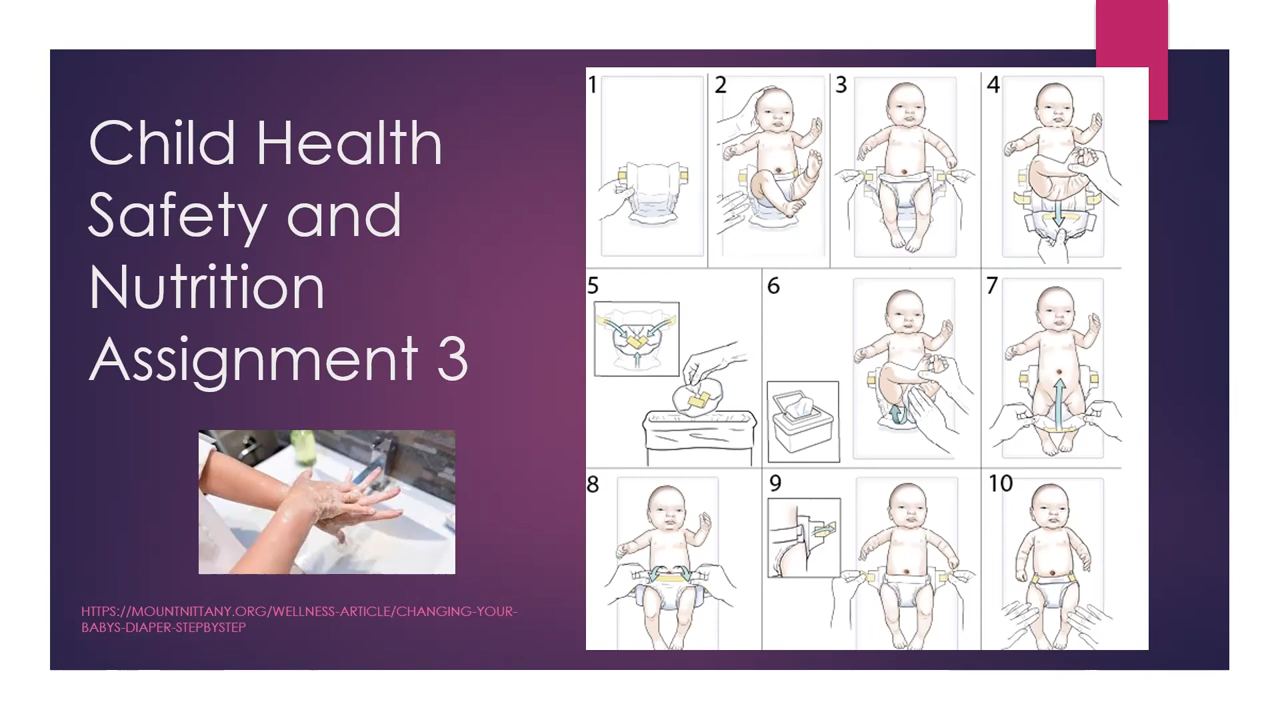 Child Health
Safety and
Nutrition
Assignment 3
HTTPS://MOUNTNITTANY.ORG/WELLNESS-ARTICLE/CHANGING-YOUR-
BABYS-DIAPER-STEPBYSTEP
1
2
3
4
5
6
7
8
9
10